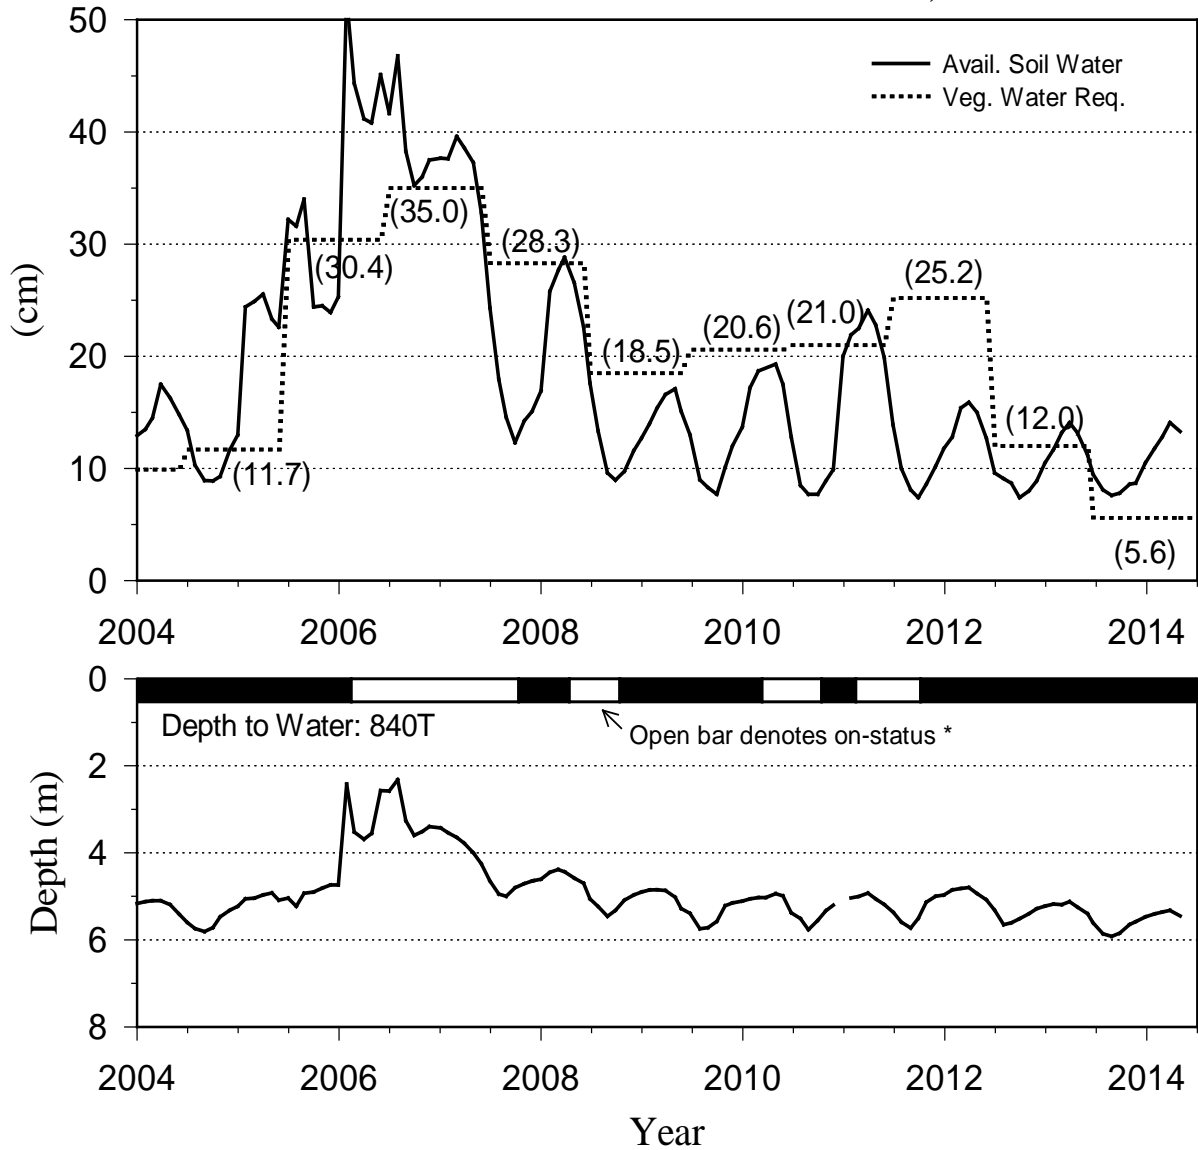 50
Avail. Soil Water
Veg. Water Req.
40
(35.0)
30
(30.4)
(28.3)
(25.2)
(cm)
(18.5)
(20.6)
(21.0)
20
(12.0)
10
(11.7)
(5.6)
0
2004 2006 2008 2010 2012 2014
0
Depth to Water: 840T
Open bar denotes on-status *
2
Depth (m)
4
6
8
2004 2006 2008 2010 2012 2014
Year